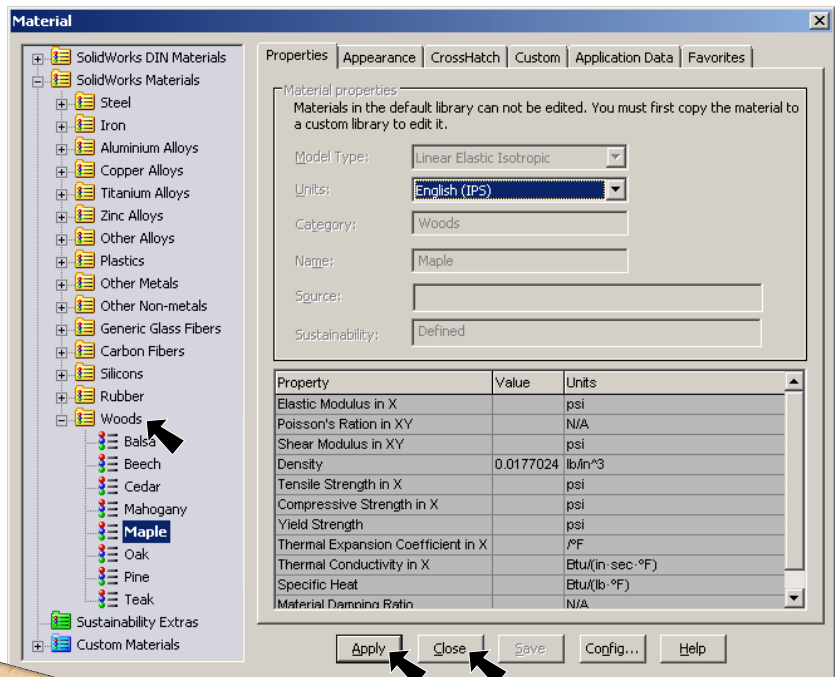 Material
SolidWorks DIN Materials
SolidWorks Materials
Steel
Iron
Aluminium Alloys
Copper Alloys
Titanium Alloys
Zinc Alloys
Other Alloys
Plastics
Other Metals
Other Non-metals
Generic Glass Fibers
Carbon Fibers
Silicons
Rubber
Woods
Balsa
Beech
Cedar
Mahogany
Maple
Oak
Pine
Teak
Sustainability Extras
Custom Materials
Properties Appearance CrossHatch Custom Application Data Favorites
Material properties
Materials in the default library can not be edited. You must first copy the material to
a custom library to edit it.
Model Type: Linear Elastic Isotropic
Units: English (IPS)
Category: Woods
Name: Maple
Source:
Sustainability: Defined
Property Value Units
Elastic Modulus in X psi
Poisson's Ration in XY N/A
Shear Modulus in XY psi
Density 0.0177024 lb/in^3
Tensile Strength in X psi
Compressive Strength in X psi
Yield Strength psi
Thermal Expansion Coefficient in X /°F
Thermal Conductivity in X Btu/(in·sec·°F)
Specific Heat Btu/(lb·°F)
Material Damping Ratio N/A
Apply Close Save Config... Help